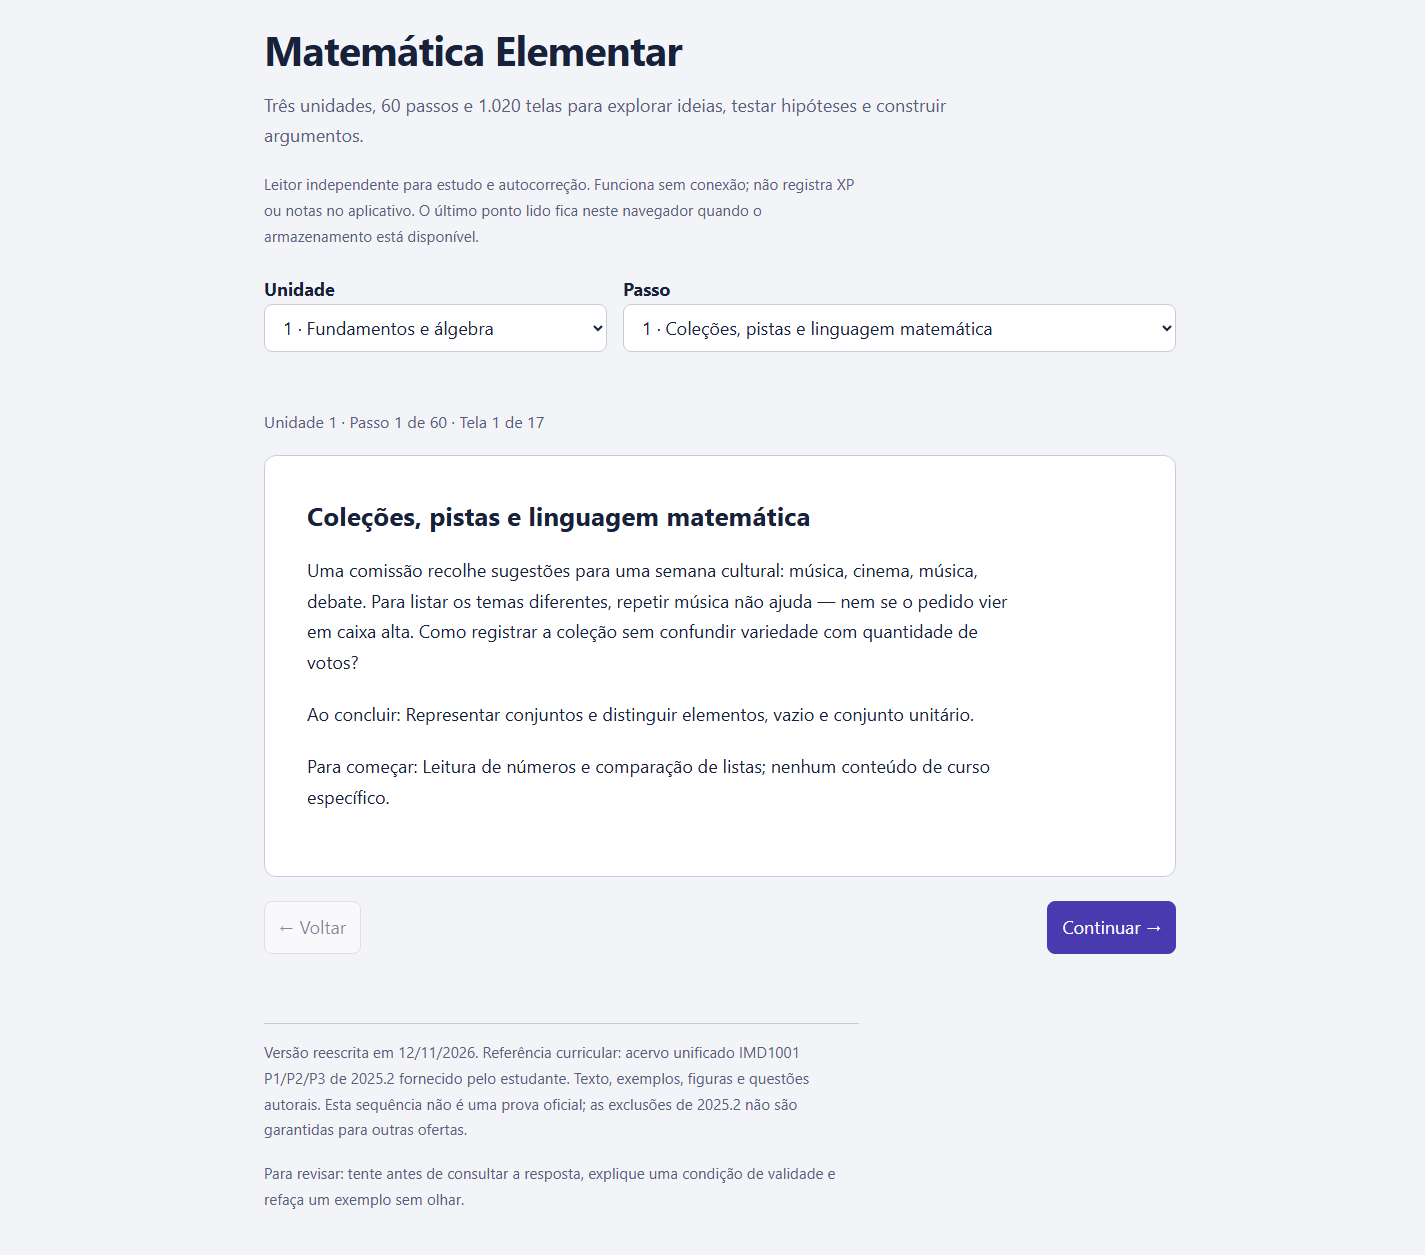 Matemática Elementar
Três unidades, 60 passos e 1.020 telas para explorar ideias, testar hipóteses e construir
argumentos.
Leitor independente para estudo e autocorreção. Funciona sem conexão; não registra XP
ou notas no aplicativo. O último ponto lido fica neste navegador quando o
armazenamento está disponível.
Unidade
Passo
1 · Fundamentos e álgebra
1 · Coleções, pistas e linguagem matemática
Unidade 1 · Passo 1 de 60 · Tela 1 de 17
Coleções, pistas e linguagem matemática
Uma comissão recolhe sugestões para uma semana cultural: música, cinema, música,
debate. Para listar os temas diferentes, repetir música não ajuda — nem se o pedido vier
em caixa alta. Como registrar a coleção sem confundir variedade com quantidade de
votos?
Ao concluir: Representar conjuntos e distinguir elementos, vazio e conjunto unitário.
Para começar: Leitura de números e comparação de listas; nenhum conteúdo de curso
específico.
← Voltar
Continuar →
Versão reescrita em 12/11/2026. Referência curricular: acervo unificado IMD1001
P1/P2/P3 de 2025.2 fornecido pelo estudante. Texto, exemplos, figuras e questões
autorais. Esta sequência não é uma prova oficial; as exclusões de 2025.2 não são
garantidas para outras ofertas.
Para revisar: tente antes de consultar a resposta, explique uma condição de validade e
refaça um exemplo sem olhar.